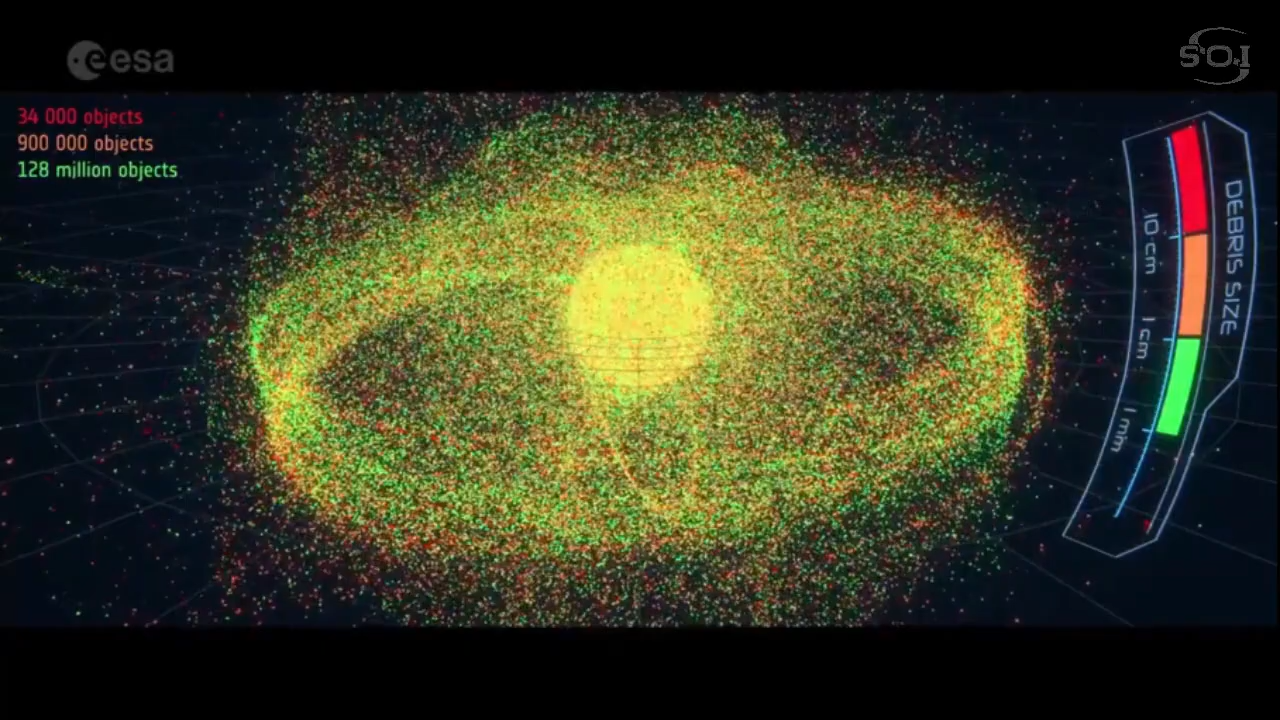 esa
S.O.I
34 000 objects
900 000 objects
128 million objects
DEBRIS SIZE
10 cm
1 cm
1 mm